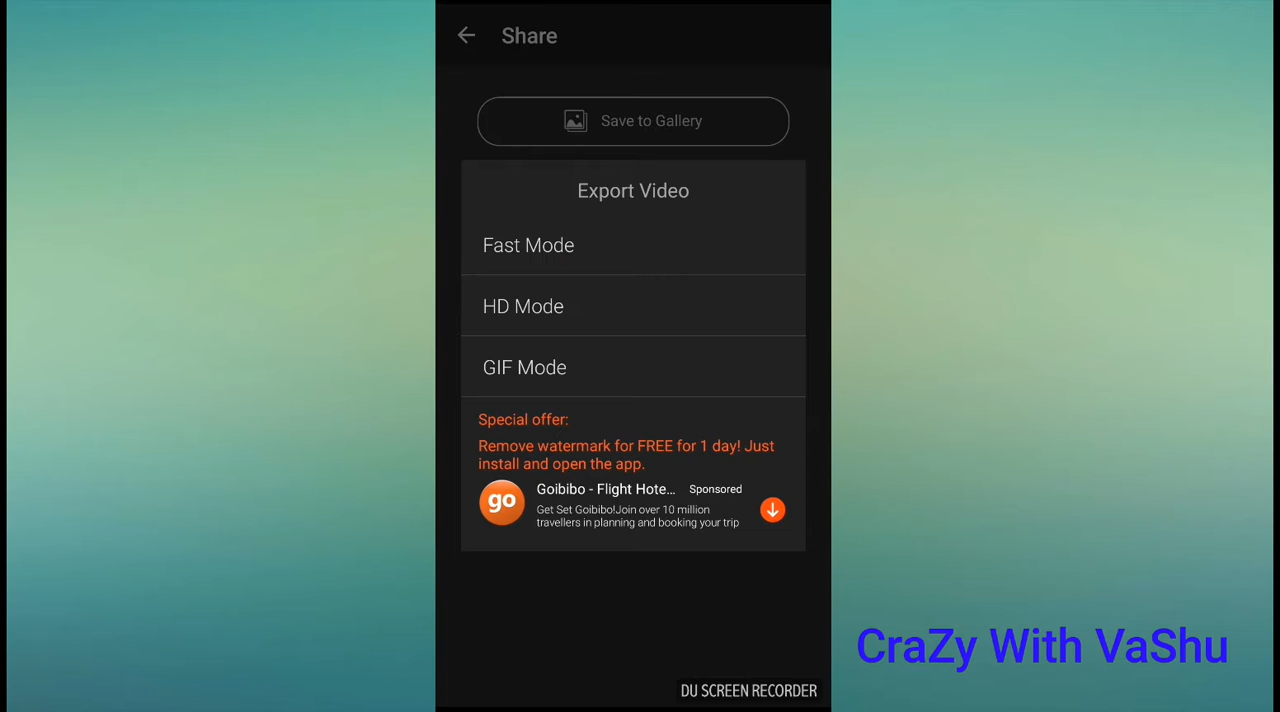 Share
Save to Gallery
Export Video
Fast Mode
HD Mode
GIF Mode
Special offer:
Remove watermark for FREE for 1 day! Just
install and open the app.
go
Goibibo - Flight Hote... Sponsored
Get Set Goibibo!Join over 10 million
travellers in planning and booking your trip
CraZy With VaShu
DU SCREEN RECORDER